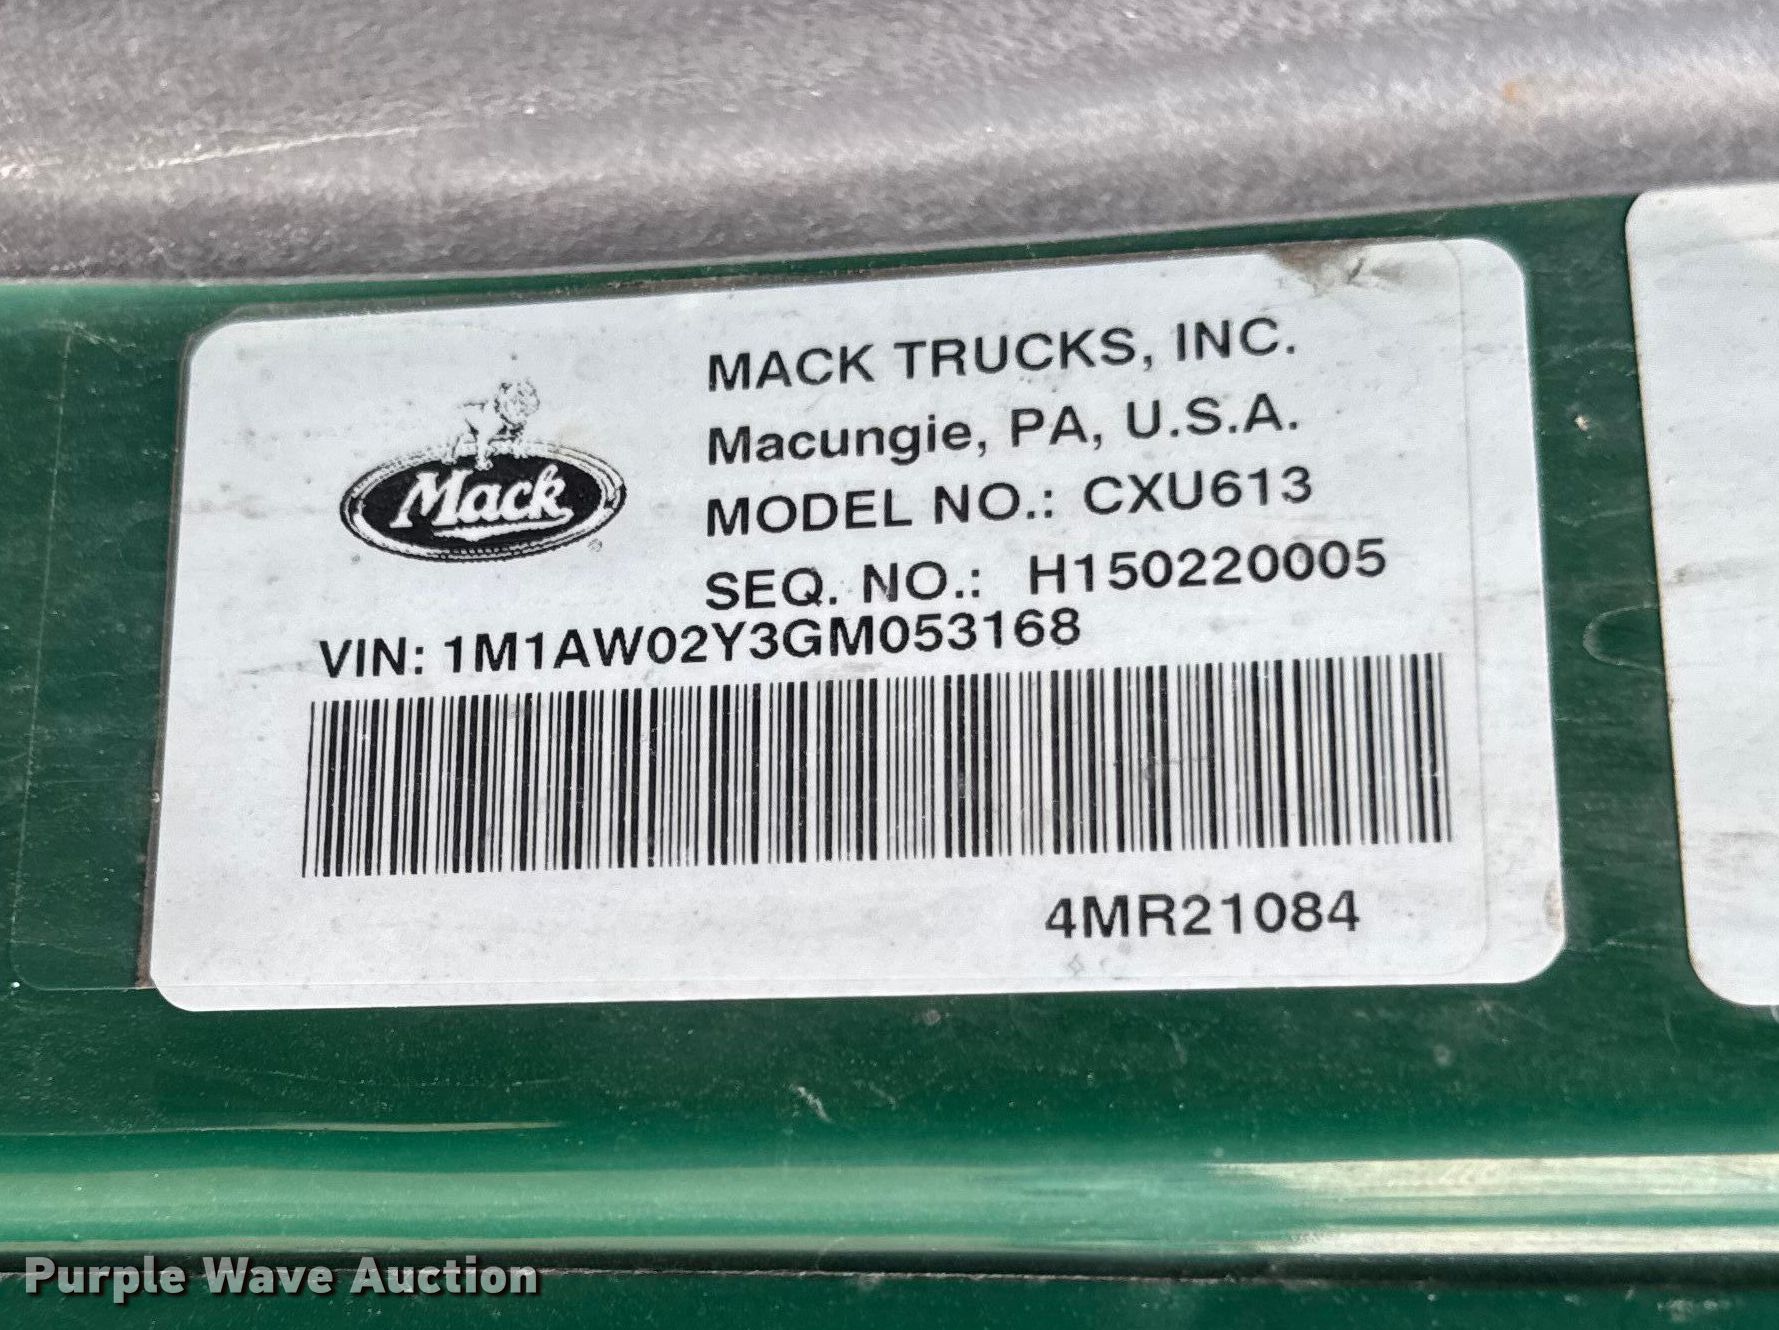 MACK TRUCKS, INC.
Macungie, PA, U.S.A.
Mack
MODEL NO.: CXU613
SEQ. NO.: H150220005
VIN: 1M1AW02Y3GM053168
4MR21084
Purple Wave Auction